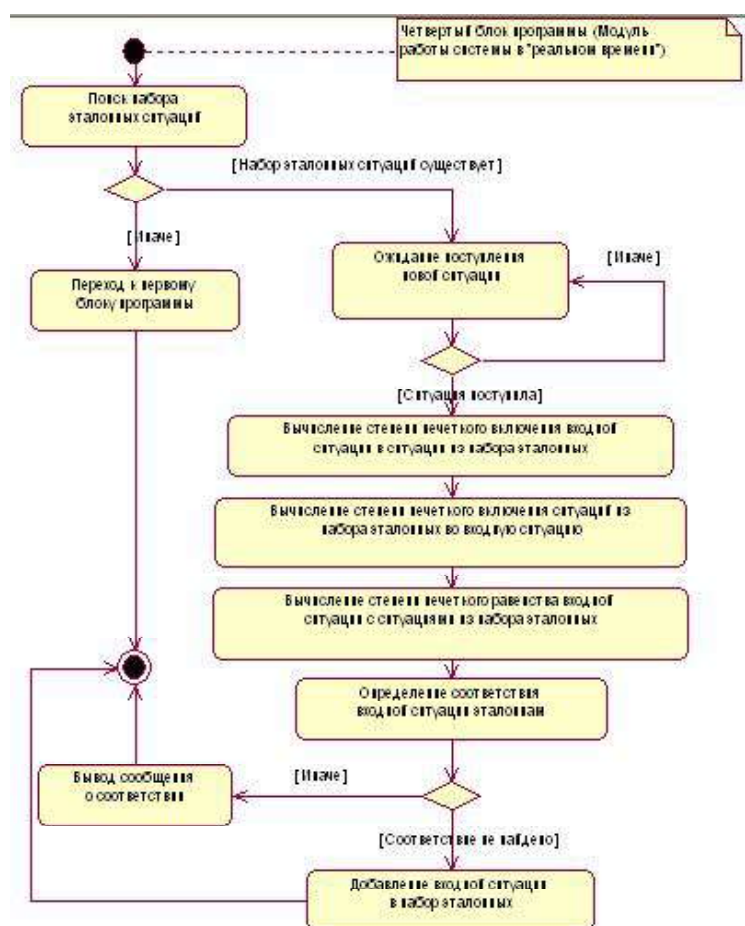 Четвертый блок программы (Модуль
работы системы в "реальном времени")
Поиск набора
эталонных ситуаций
[Набор эталонных ситуаций существует]
[Иначе]
Переход к первому
блоку программы
Ожидание поступления
новой ситуации
[Иначе]
[Ситуация поступила]
Вычисление степени нечеткого включения входной
ситуации в ситуации из набора эталонных
Вычисление степени нечеткого включения ситуаций из
набора эталонных во входную ситуацию
Вычисление степени нечеткого равенства входной
ситуации с ситуациями из набора эталонных
Определение соответствия
входной ситуации эталонам
[Иначе]
Вывод сообщения
о соответствии
[Соответствие не найдено]
Добавление входной ситуации
в набор эталонных